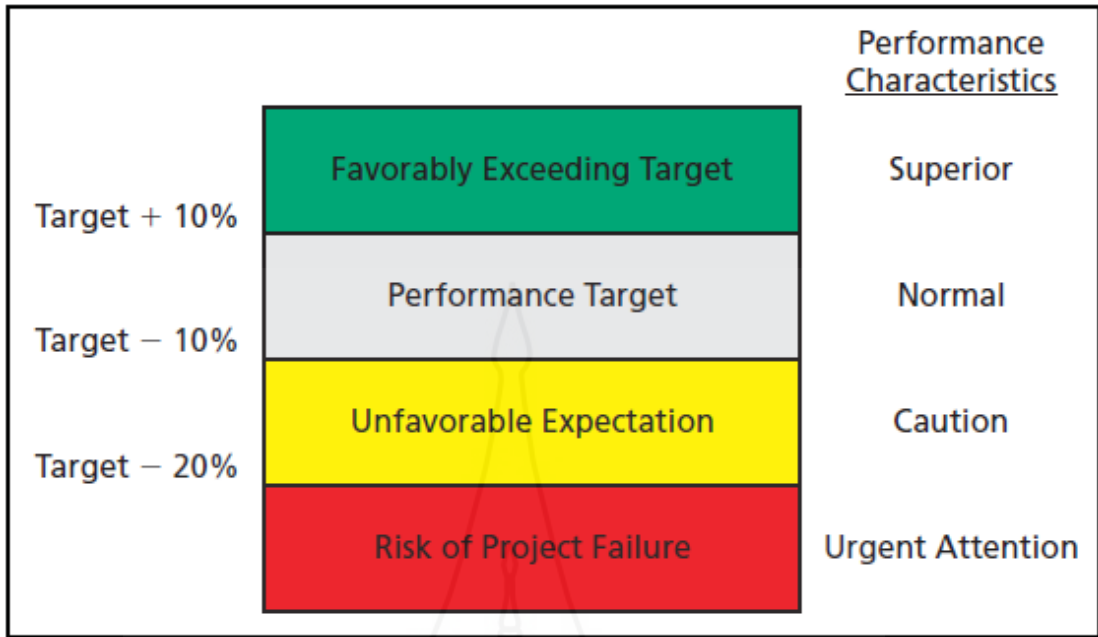 Performance
Characteristics
Favorably Exceeding Target
Superior
Target + 10%
Performance Target
Normal
Target − 10%
Unfavorable Expectation
Caution
Target − 20%
Risk of Project Failure
Urgent Attention